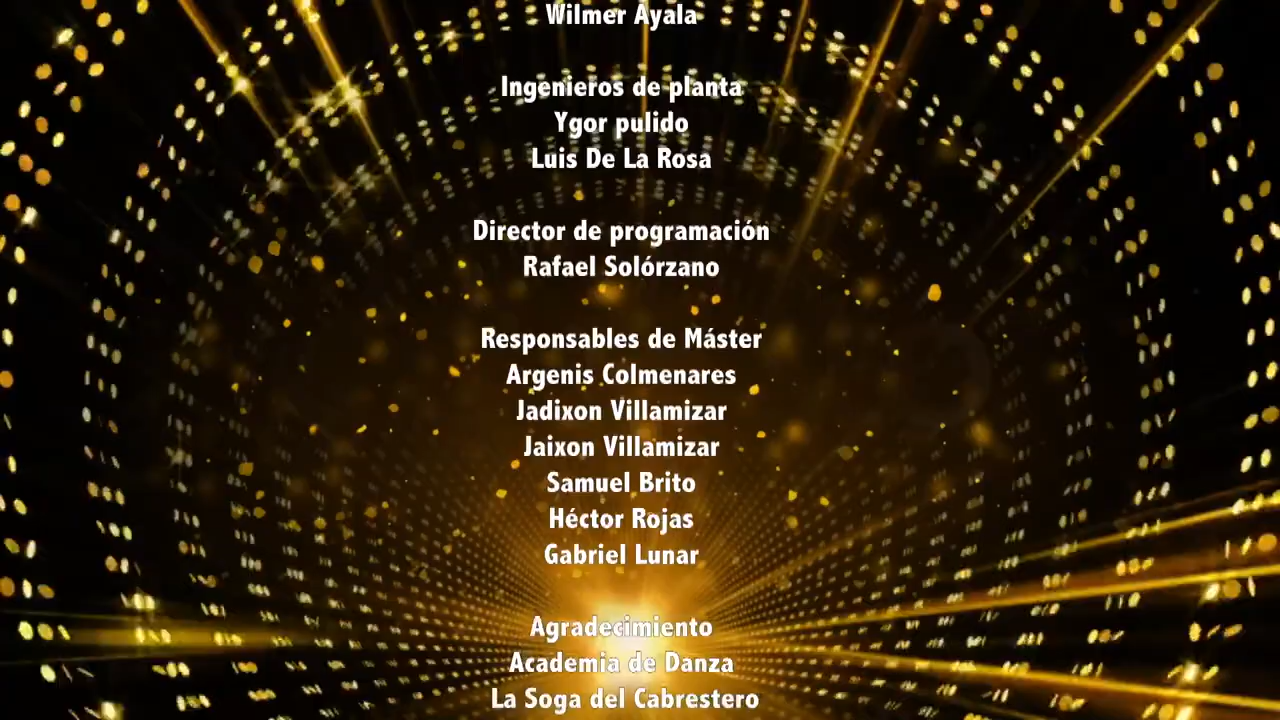 Wilmer Ayala
Ingenieros de planta
Ygor pulido
Luis De La Rosa
Director de programación
Rafael Solórzano
Responsables de Máster
Argenis Colmenares
Jadixon Villamizar
Jaixon Villamizar
Samuel Brito
Héctor Rojas
Gabriel Lunar
Agradecimiento
Academia de Danza
La Soga del Cabrestero